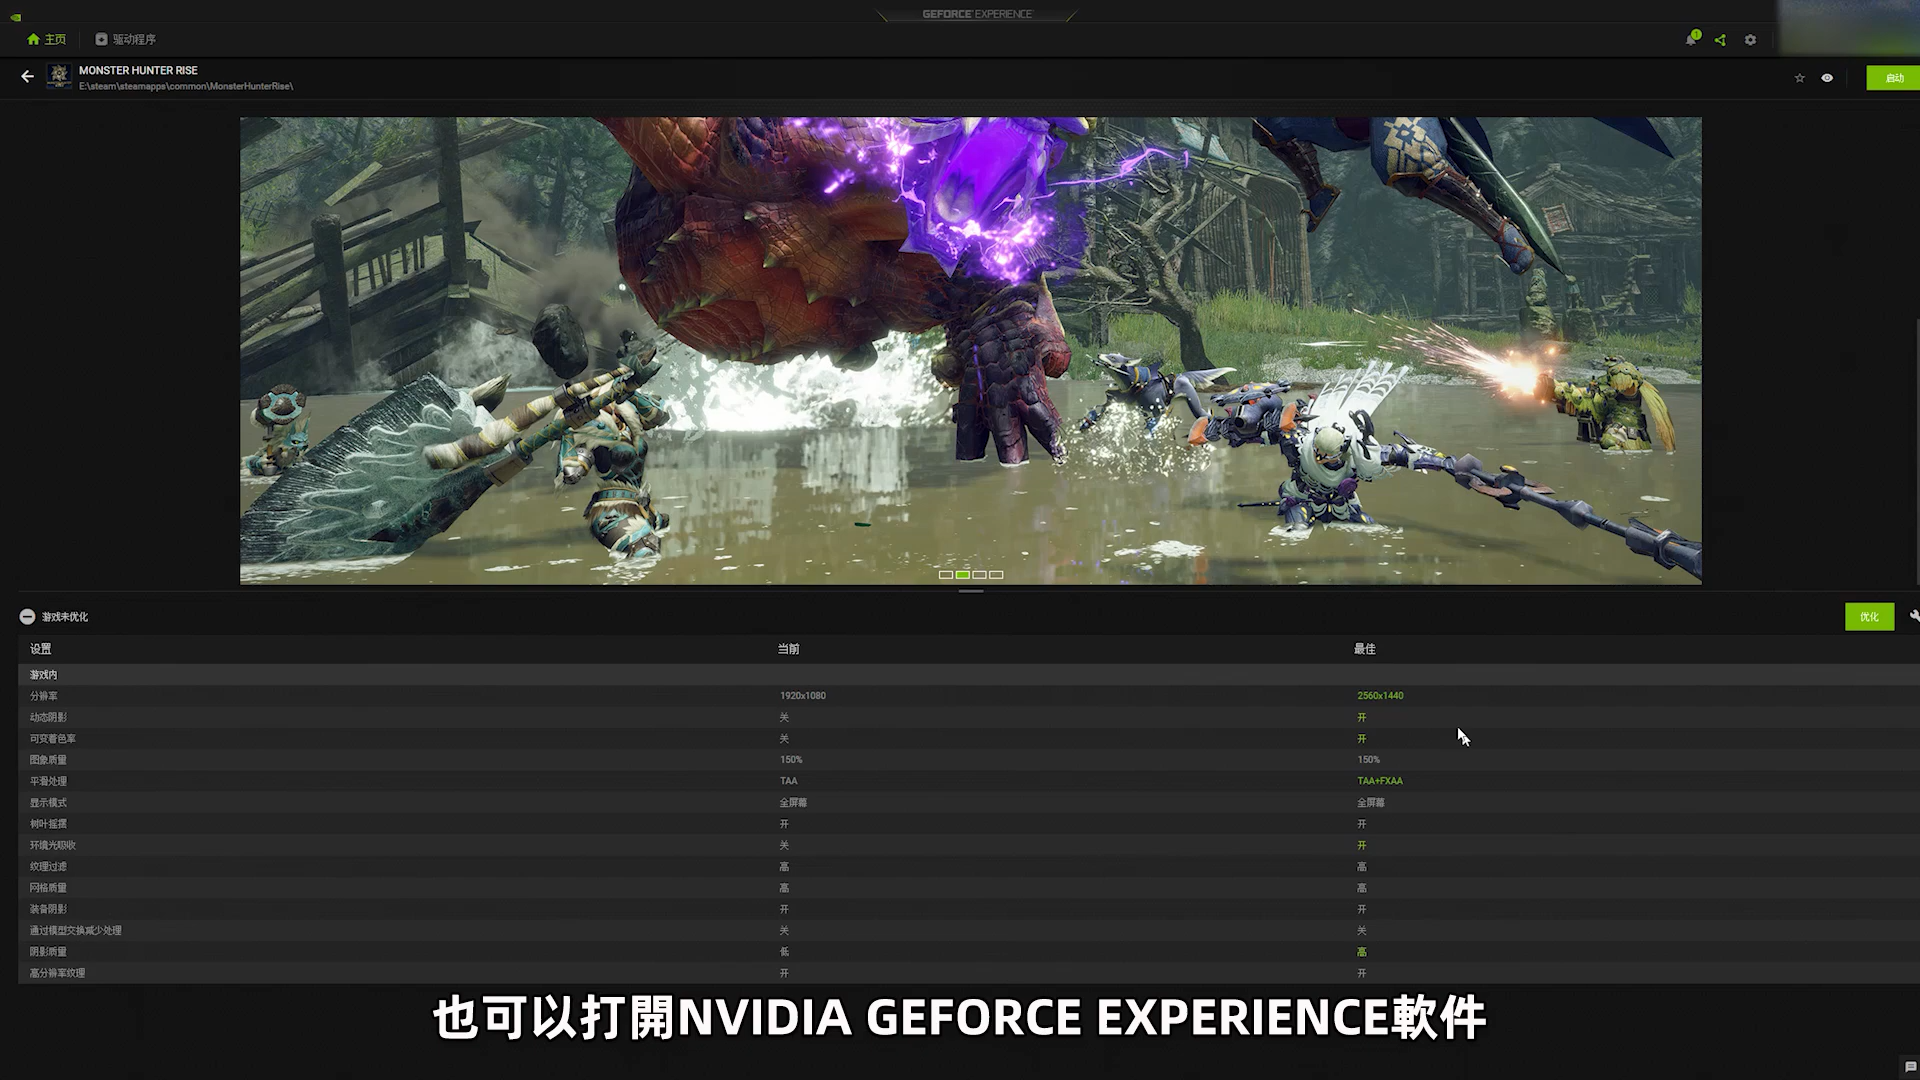 GEFORCE EXPERIENCE
主页
驱动程序
1
MONSTER HUNTER RISE
E:\steam\steamapps\common\MonsterHunterRise\
启动
游戏未优化
优化
设置 当前 最佳
游戏内
分辨率 1920x1080 2560x1440
动态阴影 关 开
可变着色率 关 开
图象质量 150% 150%
平滑处理 TAA TAA+FXAA
显示模式 全屏幕 全屏幕
树叶摇摆 开 开
环境光吸收 关 开
纹理过滤 高 高
网格质量 高 高
装备阴影 开 开
通过模型交换减少处理 关 关
阴影质量 低 高
高分辨率纹理 开 开
也可以打開NVIDIA GEFORCE EXPERIENCE軟件